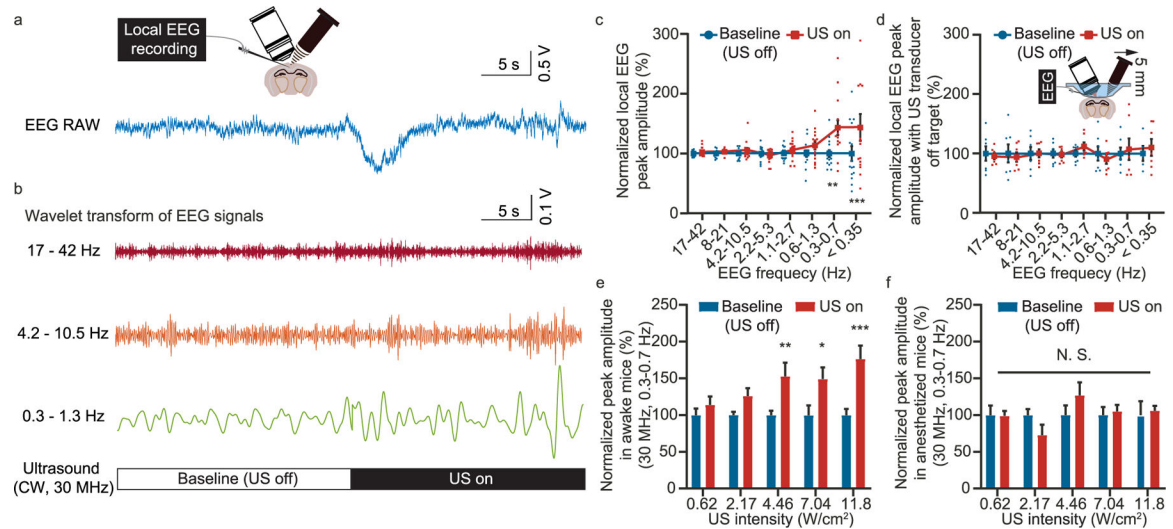 a
Local EEG
recording
5 s
0.5 V
EEG RAW
b
5 s
0.1 V
Wavelet transform of EEG signals
17 - 42 Hz
4.2 - 10.5 Hz
0.3 - 1.3 Hz
Ultrasound
(CW, 30 MHz)
Baseline (US off)
US on
c
Baseline
(US off)
US on
Normalized local EEG
peak amplitude (%)
300
200
100
0
**
***
17-42
8-21
4.2-10.5
2.2-5.3
1.1-2.7
0.6-1.3
0.3-0.7
< 0.35
EEG frequecy (Hz)
d
Baseline
(US off)
US on
EEG
5 mm
Normalized local EEG peak
amplitude with US transducer
off target (%)
300
200
100
0
17-42
8-21
4.2-10.5
2.2-5.3
1.1-2.7
0.6-1.3
0.3-0.7
< 0.35
EEG frequecy (Hz)
e
Baseline
(US off)
US on
Normalized peak amplitude
in awake mice (%)
(30 MHz, 0.3-0.7 Hz)
250
200
150
100
50
0
**
*
***
0.62
2.17
4.46
7.04
11.8
US intensity (W/cm²)
f
Baseline
(US off)
US on
N. S.
Normalized peak amplitude
in anesthetized mice (%)
(30 MHz, 0.3-0.7 Hz)
250
200
150
100
50
0
0.62
2.17
4.46
7.04
11.8
US intensity (W/cm²)